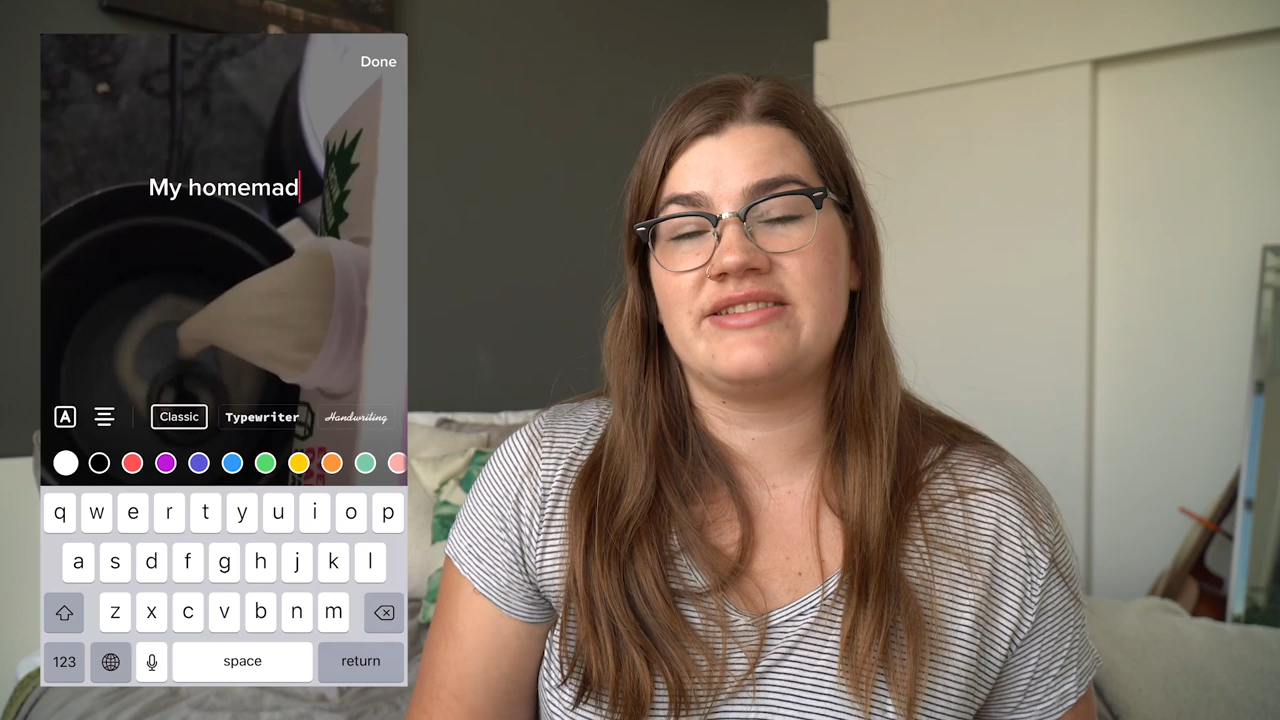 Done
My homemad
A
Classic
Typewriter
Handwriting
q w e r t y u i o p
a s d f g h j k l
z x c v b n m
123
space
return